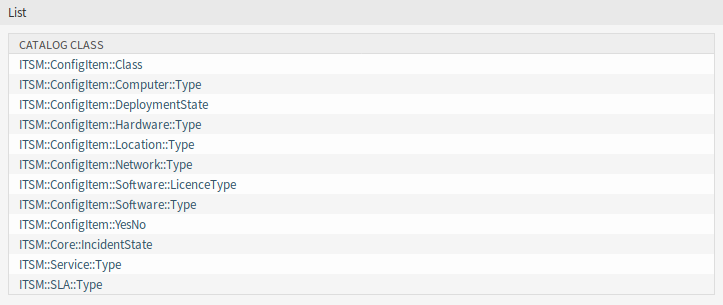 List
CATALOG CLASS
ITSM::ConfigItem::Class
ITSM::ConfigItem::Computer::Type
ITSM::ConfigItem::DeploymentState
ITSM::ConfigItem::Hardware::Type
ITSM::ConfigItem::Location::Type
ITSM::ConfigItem::Network::Type
ITSM::ConfigItem::Software::LicenceType
ITSM::ConfigItem::Software::Type
ITSM::ConfigItem::YesNo
ITSM::Core::IncidentState
ITSM::Service::Type
ITSM::SLA::Type